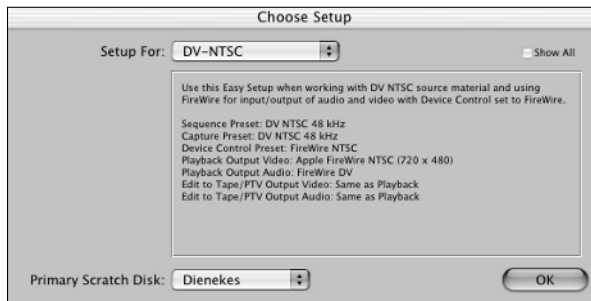 Choose Setup
Setup For: DV-NTSC Show All
Use this Easy Setup when working with DV NTSC source material and using
FireWire for input/output of audio and video with Device Control set to FireWire.
Sequence Preset: DV NTSC 48 kHz
Capture Preset: DV NTSC 48 kHz
Device Control Preset: FireWire NTSC
Playback Output Video: Apple FireWire NTSC (720 x 480)
Playback Output Audio: FireWire DV
Edit to Tape/PTV Output Video: Same as Playback
Edit to Tape/PTV Output Audio: Same as Playback
Primary Scratch Disk: Dienekes OK